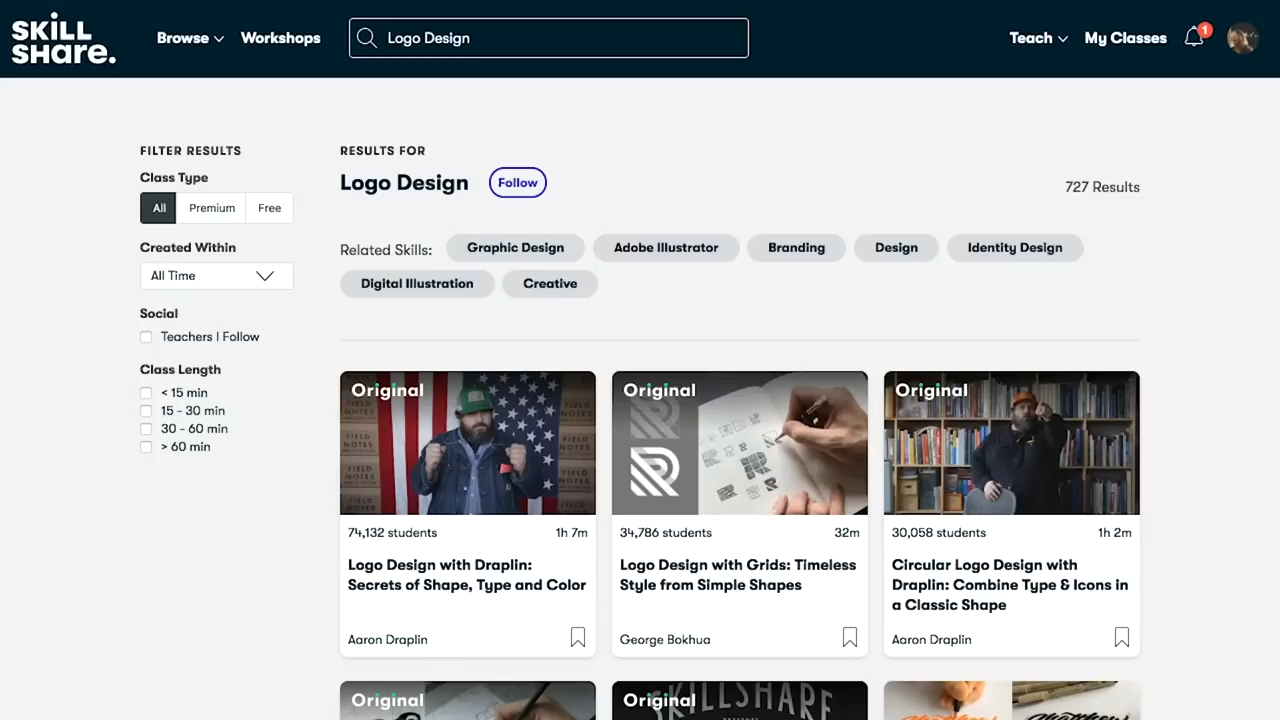 SKILL
SHARE.
Browse
Workshops
Logo Design
Teach
My Classes
1
FILTER RESULTS
Class Type
All
Premium
Free
Created Within
All Time
Social
Teachers I Follow
Class Length
< 15 min
15 - 30 min
30 - 60 min
> 60 min
RESULTS FOR
Logo Design
Follow
727 Results
Related Skills:
Graphic Design
Adobe Illustrator
Branding
Design
Identity Design
Digital Illustration
Creative
Original
FIELD NOTES
74,132 students
1h 7m
Logo Design with Draplin:
Secrets of Shape, Type and Color
Aaron Draplin
Original
R
34,786 students
32m
Logo Design with Grids: Timeless
Style from Simple Shapes
George Bokhua
Original
30,058 students
1h 2m
Circular Logo Design with
Draplin: Combine Type & Icons in
a Classic Shape
Aaron Draplin
Original
Original
SKILLSHARE